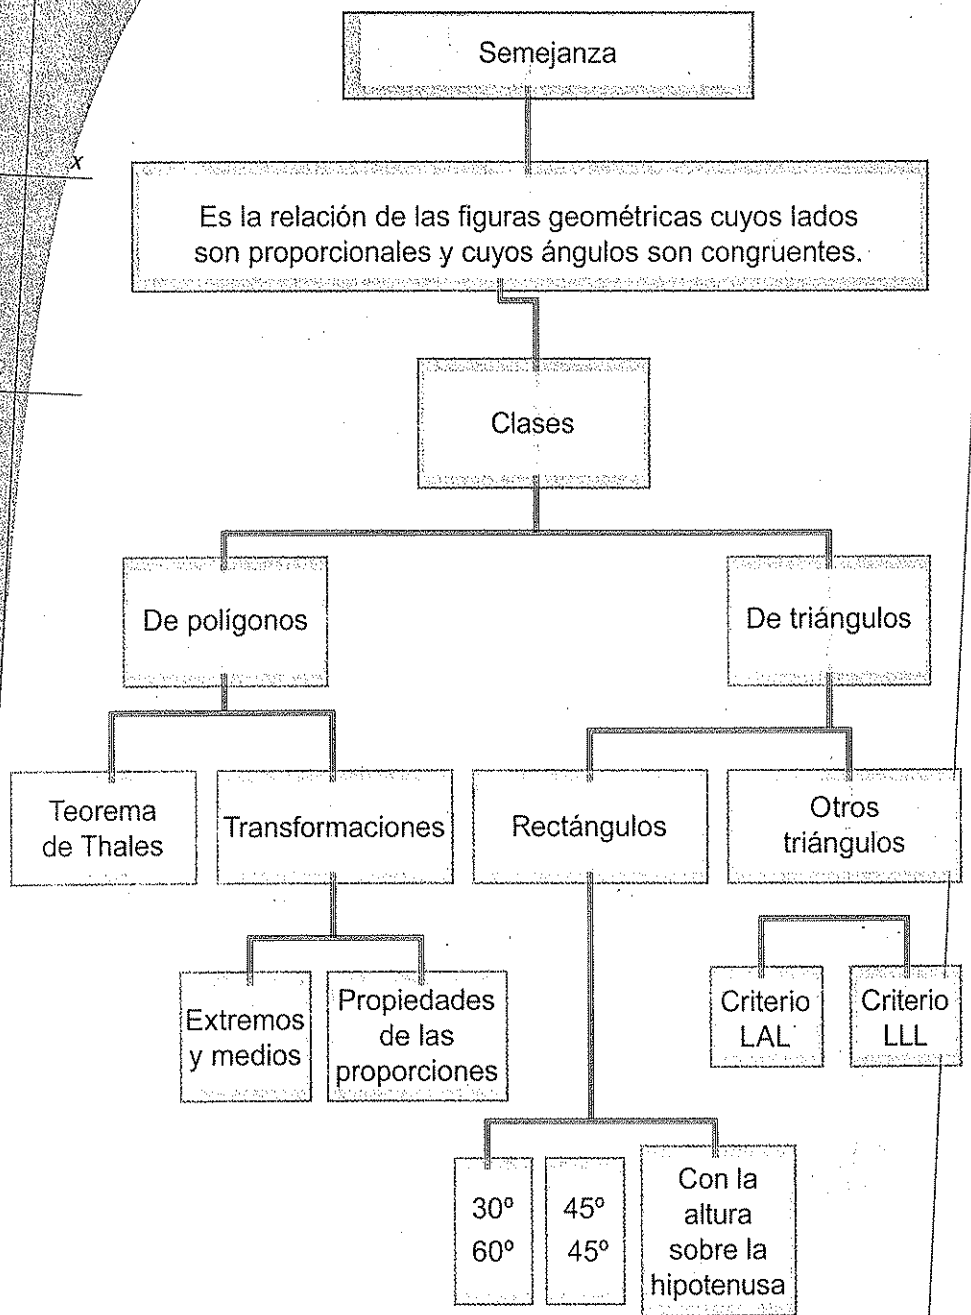 Semejanza
x
Es la relación de las figuras geométricas cuyos lados
son proporcionales y cuyos ángulos son congruentes.
Clases
De polígonos
De triángulos
Teorema
de Thales
Transformaciones
Rectángulos
Otros
triángulos
Extremos
y medios
Propiedades
de las
proporciones
Criterio
LAL
Criterio
LLL
30º
60º
45º
45º
Con la
altura
sobre la
hipotenusa